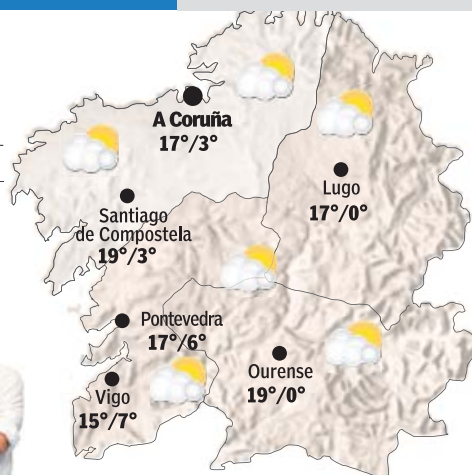 A Coruña
17°/3°
Lugo
17°/0°
Santiago
de Compostela
19°/3°
Pontevedra
17°/6°
Ourense
19°/0°
Vigo
15°/7°